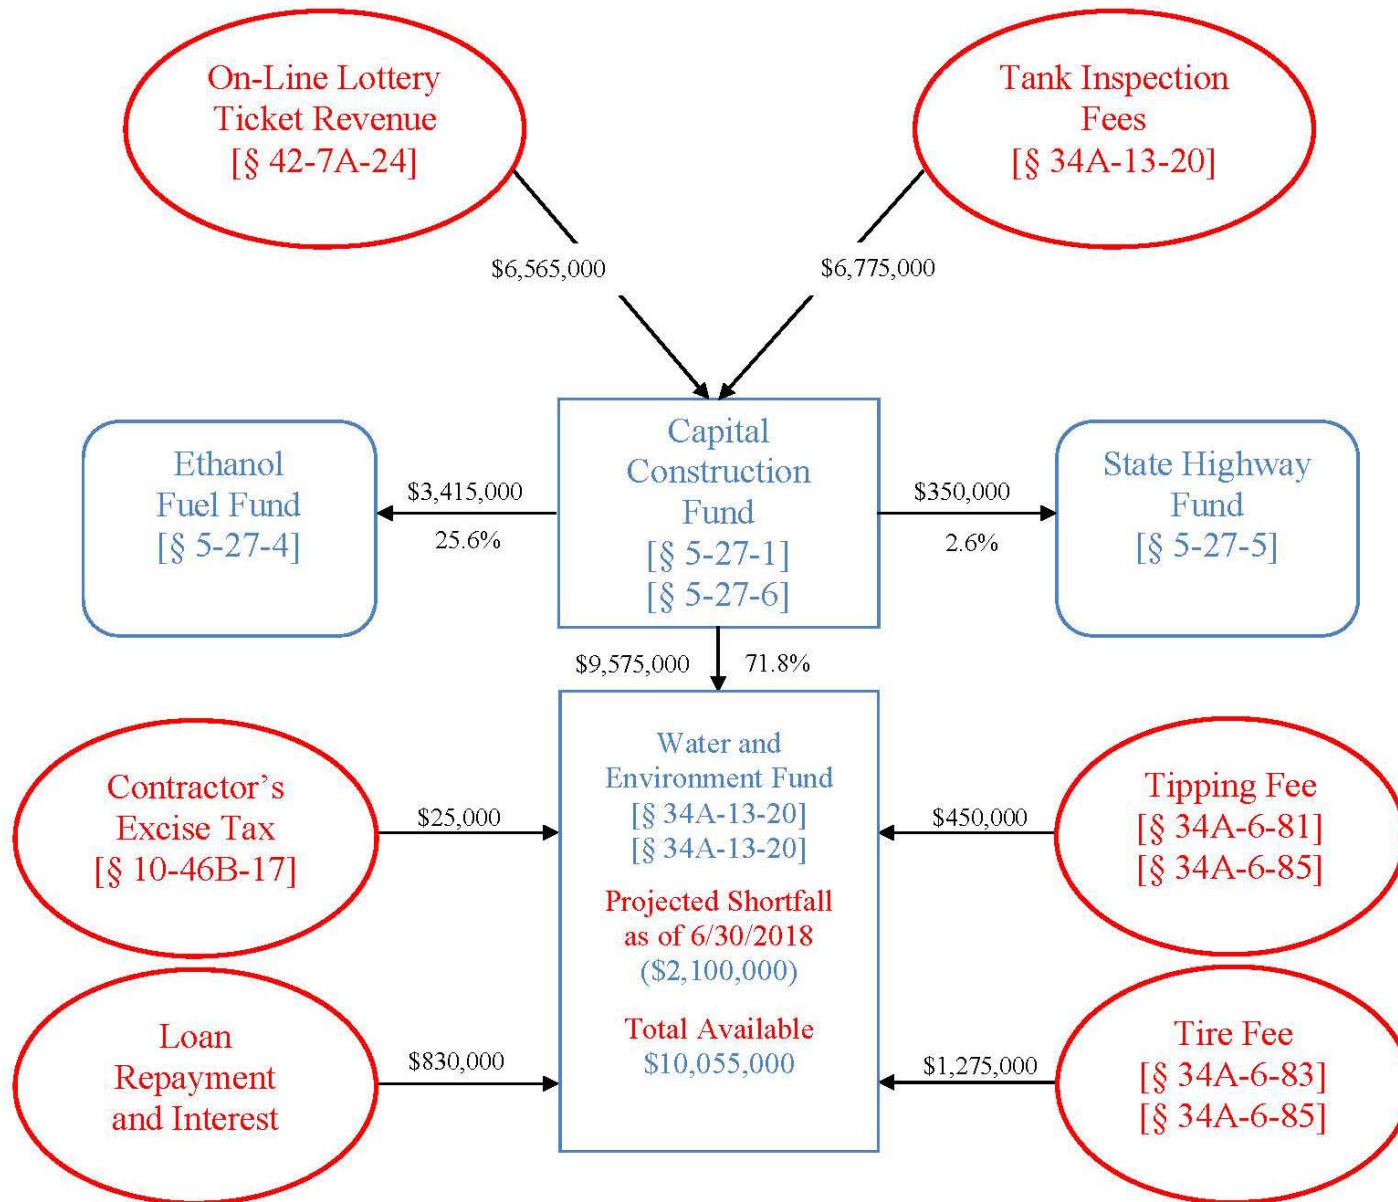 On-Line Lottery
Ticket Revenue
[§ 42-7A-24]
Tank Inspection
Fees
[§ 34A-13-20]
$6,565,000
$6,775,000
Ethanol
Fuel Fund
[§ 5-27-4]
$3,415,000
25.6%
Capital
Construction
Fund
[§ 5-27-1]
[§ 5-27-6]
$350,000
2.6%
State Highway
Fund
[§ 5-27-5]
$9,575,000
71.8%
Contractor’s
Excise Tax
[§ 10-46B-17]
$25,000
Water and
Environment Fund
[§ 34A-13-20]
[§ 34A-13-20]
Projected Shortfall
as of 6/30/2018
($2,100,000)
Total Available
$10,055,000
$450,000
Tipping Fee
[§ 34A-6-81]
[§ 34A-6-85]
Loan
Repayment
and Interest
$830,000
$1,275,000
Tire Fee
[§ 34A-6-83]
[§ 34A-6-85]